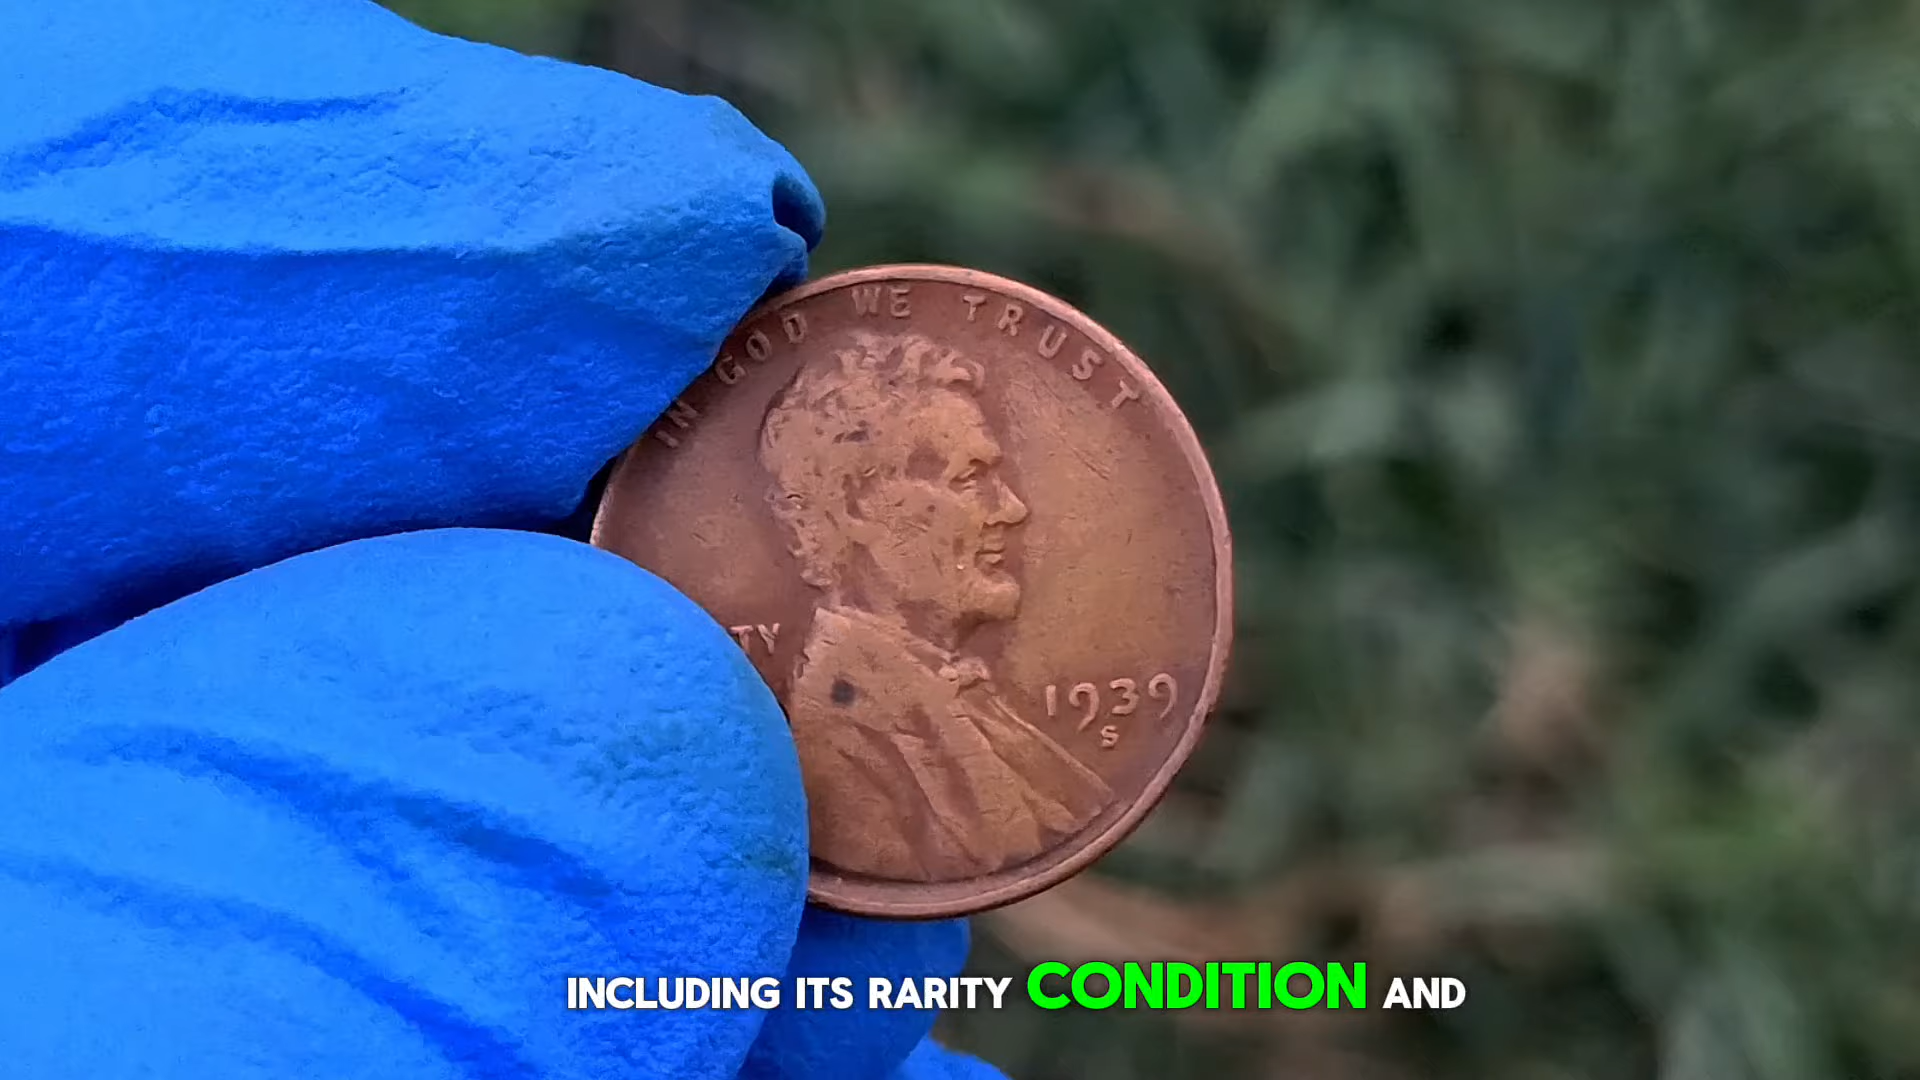 IN GOD WE TRUST
TY
1939
S
INCLUDING ITS RARITY CONDITION AND